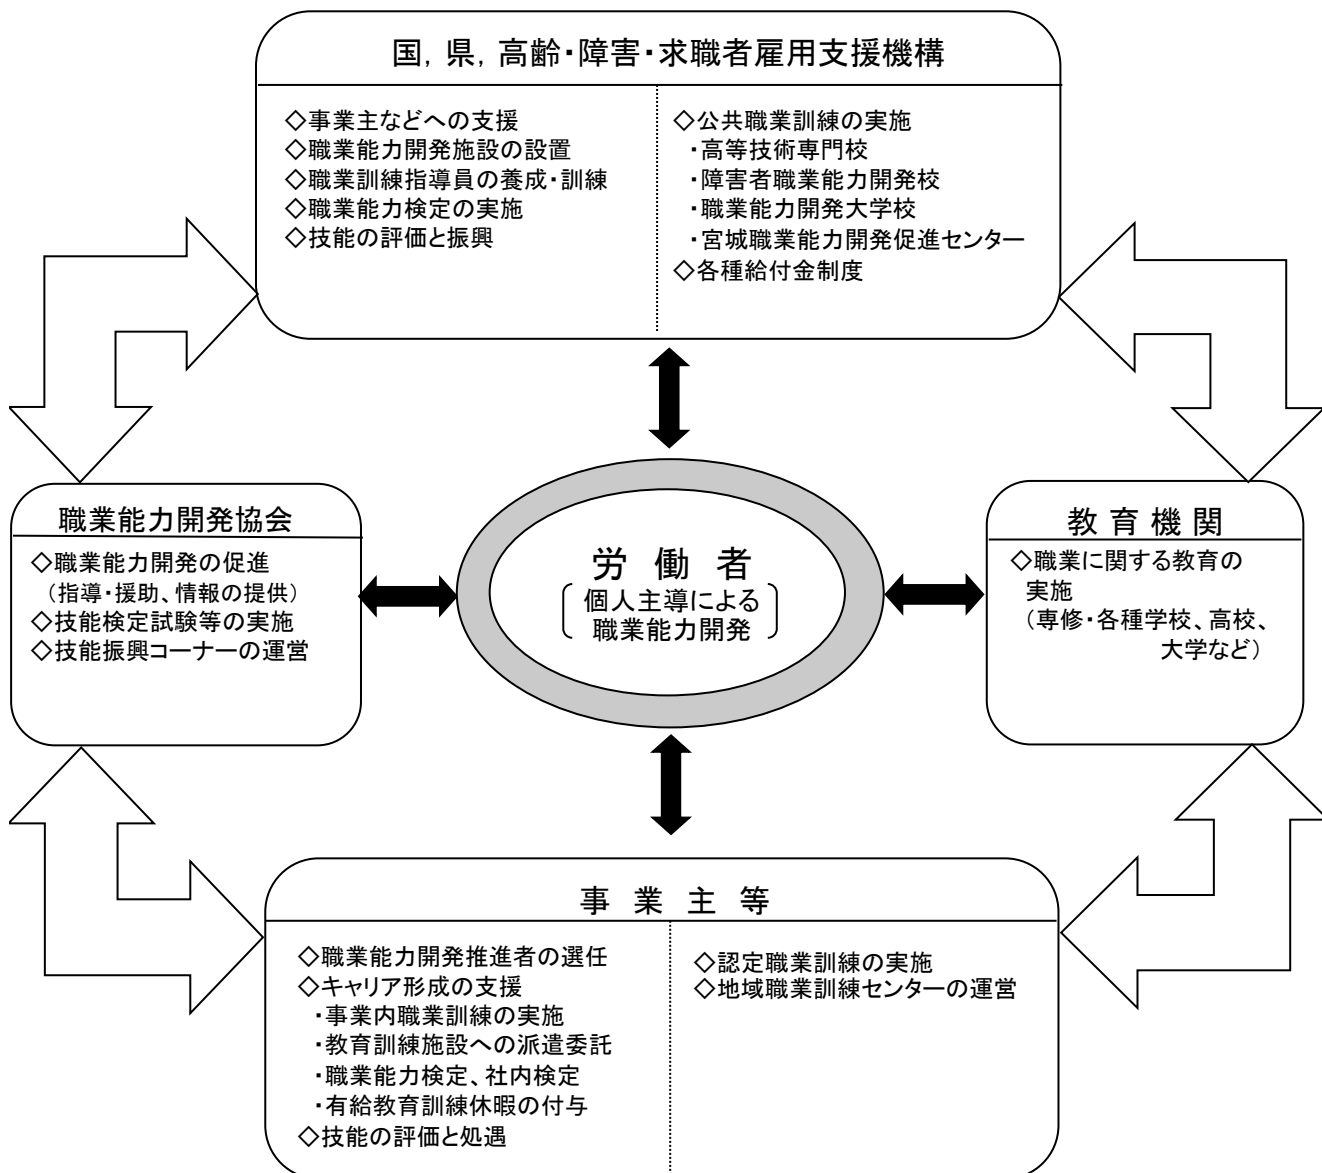 国，県，高齢・障害・求職者雇用支援機構
◇事業主などへの支援
◇職業能力開発施設の設置
◇職業訓練指導員の養成・訓練
◇職業能力検定の実施
◇技能の評価と振興
◇公共職業訓練の実施
・高等技術専門校
・障害者職業能力開発校
・職業能力開発大学校
・宮城職業能力開発促進センター
◇各種給付金制度
職業能力開発協会
◇職業能力開発の促進
（指導・援助、情報の提供）
◇技能検定試験等の実施
◇技能振興コーナーの運営
労　働　者
個人主導による
職業能力開発
教 育 機 関
◇職業に関する教育の
実施
（専修・各種学校、高校、
大学など）
事　業　主　等
◇職業能力開発推進者の選任
◇キャリア形成の支援
・事業内職業訓練の実施
・教育訓練施設への派遣委託
・職業能力検定、社内検定
・有給教育訓練休暇の付与
◇技能の評価と処遇
◇認定職業訓練の実施
◇地域職業訓練センターの運営